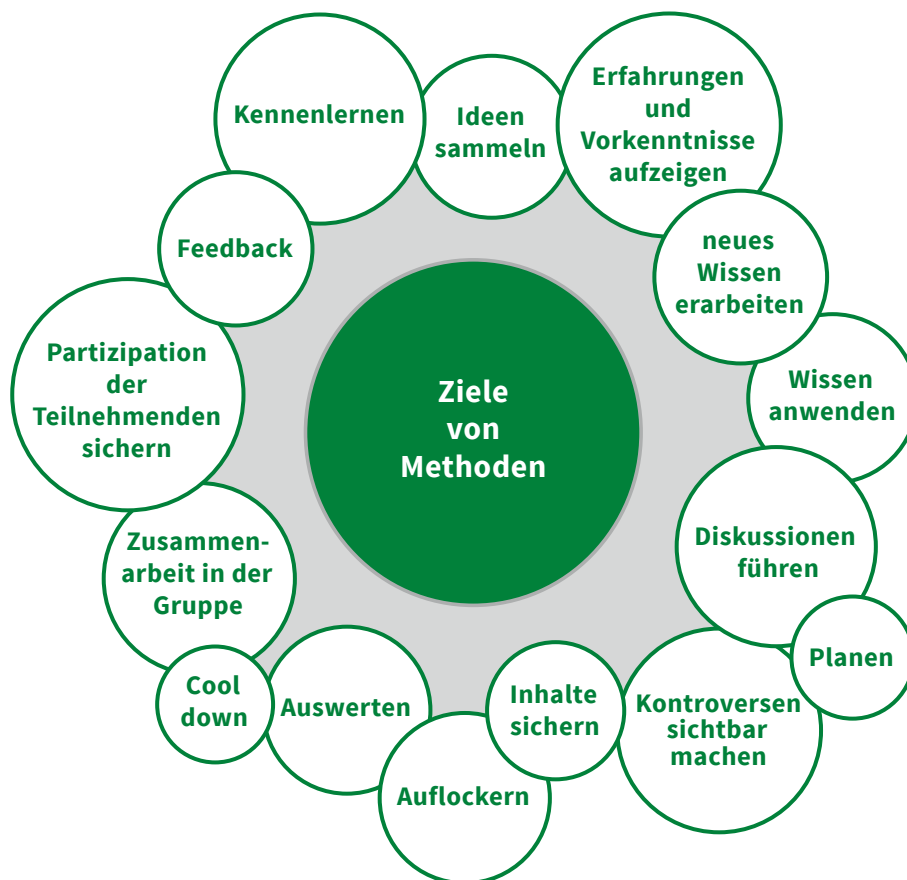 Kennenlernen
Ideen
sammeln
Erfahrungen
und
Vorkenntnisse
aufzeigen
Feedback
neues
Wissen
erarbeiten
Partizipation
der
Teilnehmenden
sichern
Ziele
von
Methoden
Wissen
anwenden
Zusammen-
arbeit in der
Gruppe
Diskussionen
führen
Planen
Cool
down
Auswerten
Inhalte
sichern
Kontroversen
sichtbar
machen
Auflockern